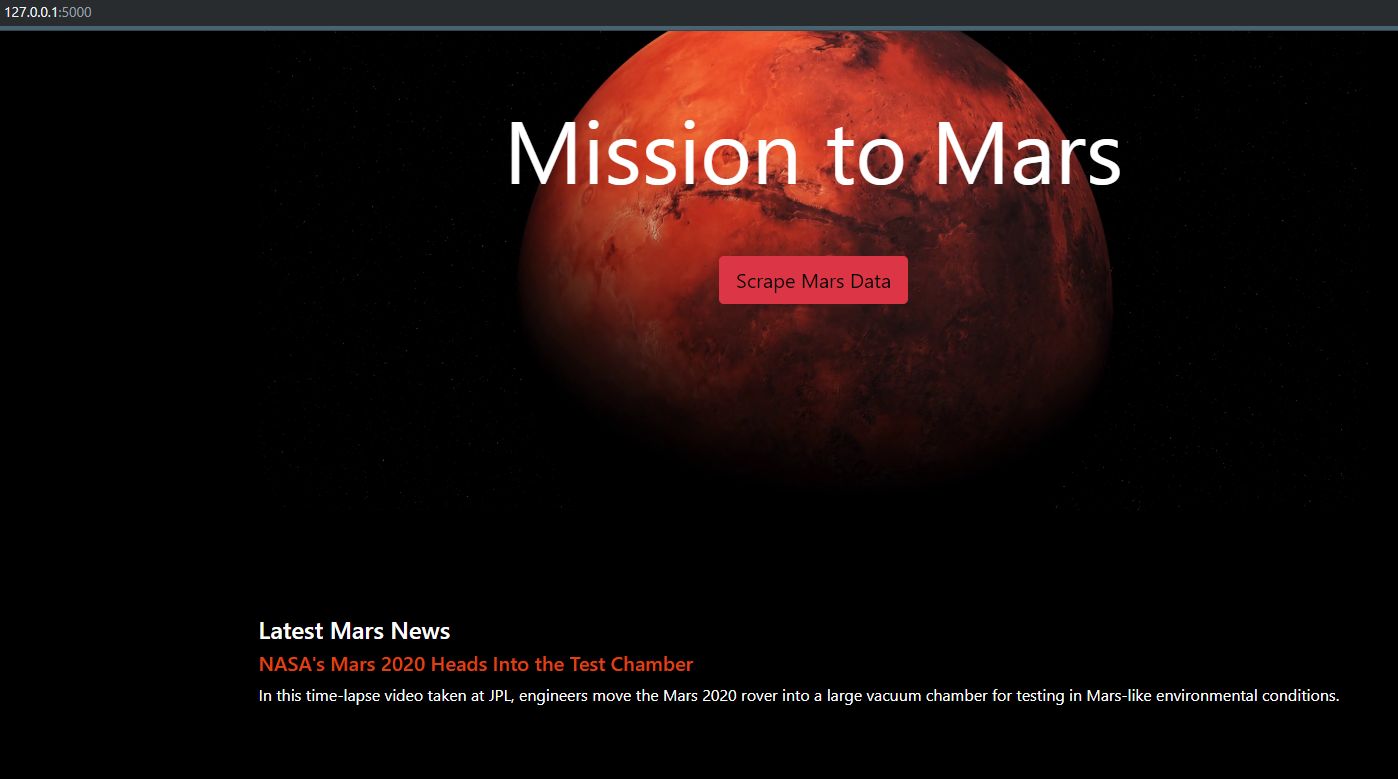 127.0.0.1:5000
Mission to Mars
Scrape Mars Data
Latest Mars News
NASA's Mars 2020 Heads Into the Test Chamber
In this time-lapse video taken at JPL, engineers move the Mars 2020 rover into a large vacuum chamber for testing in Mars-like environmental conditions.